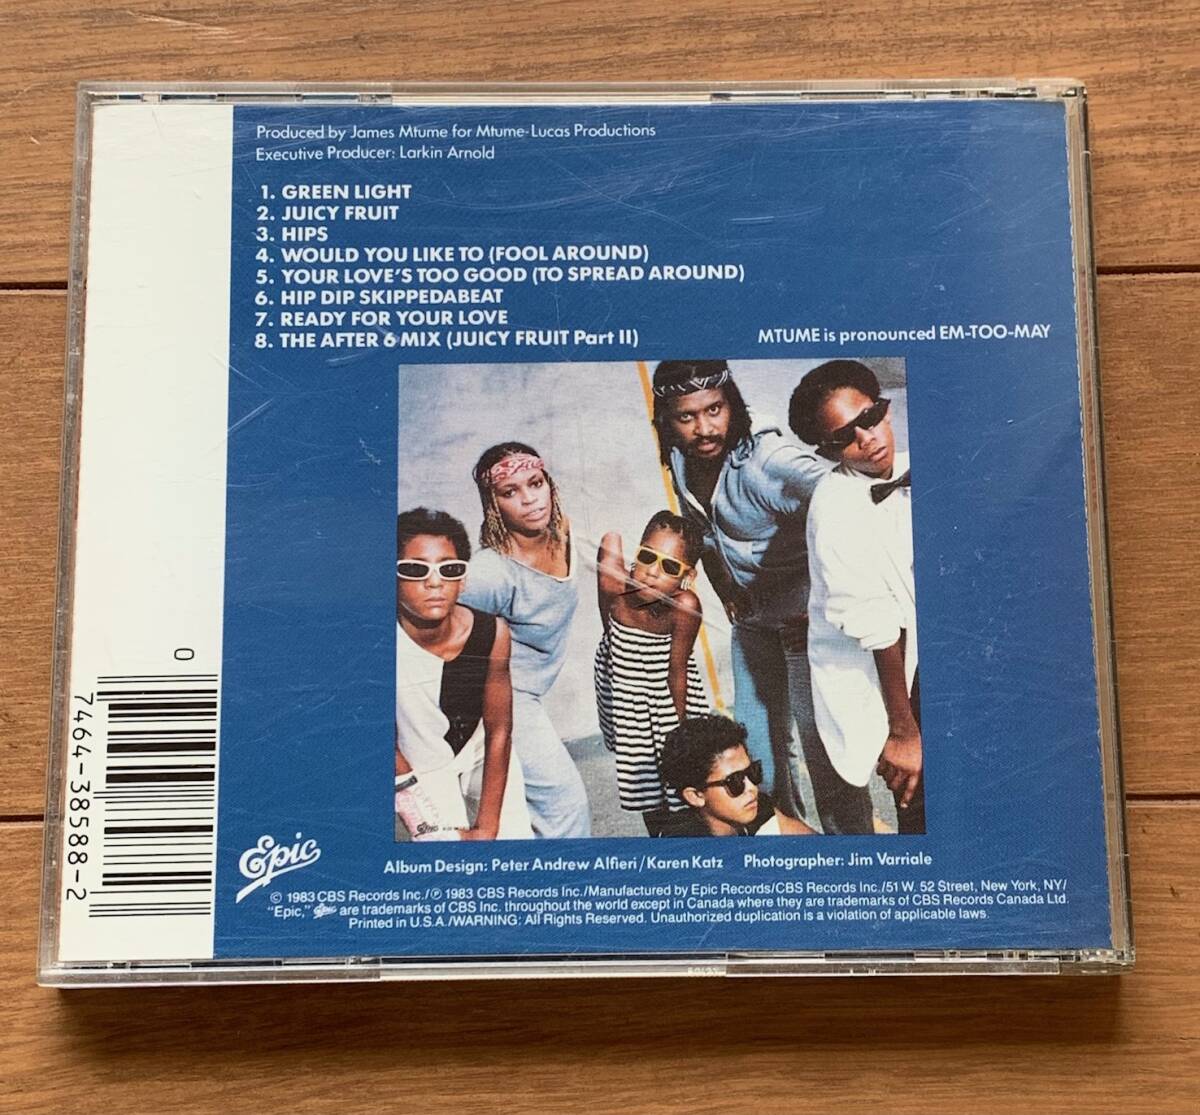 Produced by James Mtume for Mtume-Lucas Productions
Executive Producer: Larkin Arnold
1. GREEN LIGHT
2. JUICY FRUIT
3. HIPS
4. WOULD YOU LIKE TO (FOOL AROUND)
5. YOUR LOVE'S TOO GOOD (TO SPREAD AROUND)
6. HIP DIP SKIPPEDABEAT
7. READY FOR YOUR LOVE
8. THE AFTER 6 MIX (JUICY FRUIT Part II)
MTUME is pronounced EM-TOO-MAY
0
7464-38588-2
Epic
Album Design: Peter Andrew Alfieri/Karen Katz Photographer: Jim Varriale
© 1983 CBS Records Inc./℗ 1983 CBS Records Inc./Manufactured by Epic Records/CBS Records Inc./51 W. 52 Street, New York, NY/
"Epic," Epic are trademarks of CBS Inc. throughout the world except in Canada where they are trademarks of CBS Records Canada Ltd.
Printed in U.S.A./WARNING: All Rights Reserved. Unauthorized duplication is a violation of applicable laws.